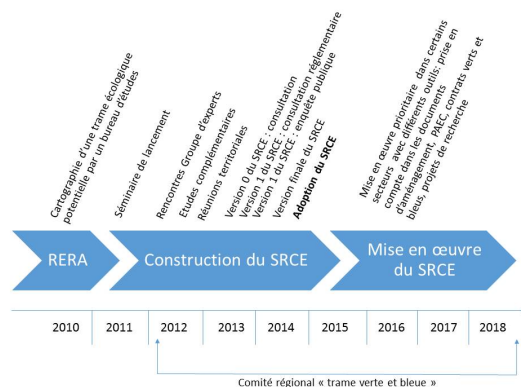 Cartographie d'une trame écologique
potentielle par un bureau d'études
Séminaire de lancement
Rencontres Groupe d'experts
Etudes complémentaires
Réunions territoriales
Version 0 du SRCE : consultation
Version 1 du SRCE : consultation réglementaire
Version 1 du SRCE : enquête publique
Version finale du SRCE
Adoption du SRCE
Mise en œuvre prioritaire dans certains
secteurs avec différents outils: prise en
compte dans les documents
d'aménagement, PAEC, contrats verts et
bleus, projets de recherche
RERA
Construction du SRCE
Mise en œuvre
du SRCE
2010 2011 2012 2013 2014 2015 2016 2017 2018
Comité régional « trame verte et bleue »